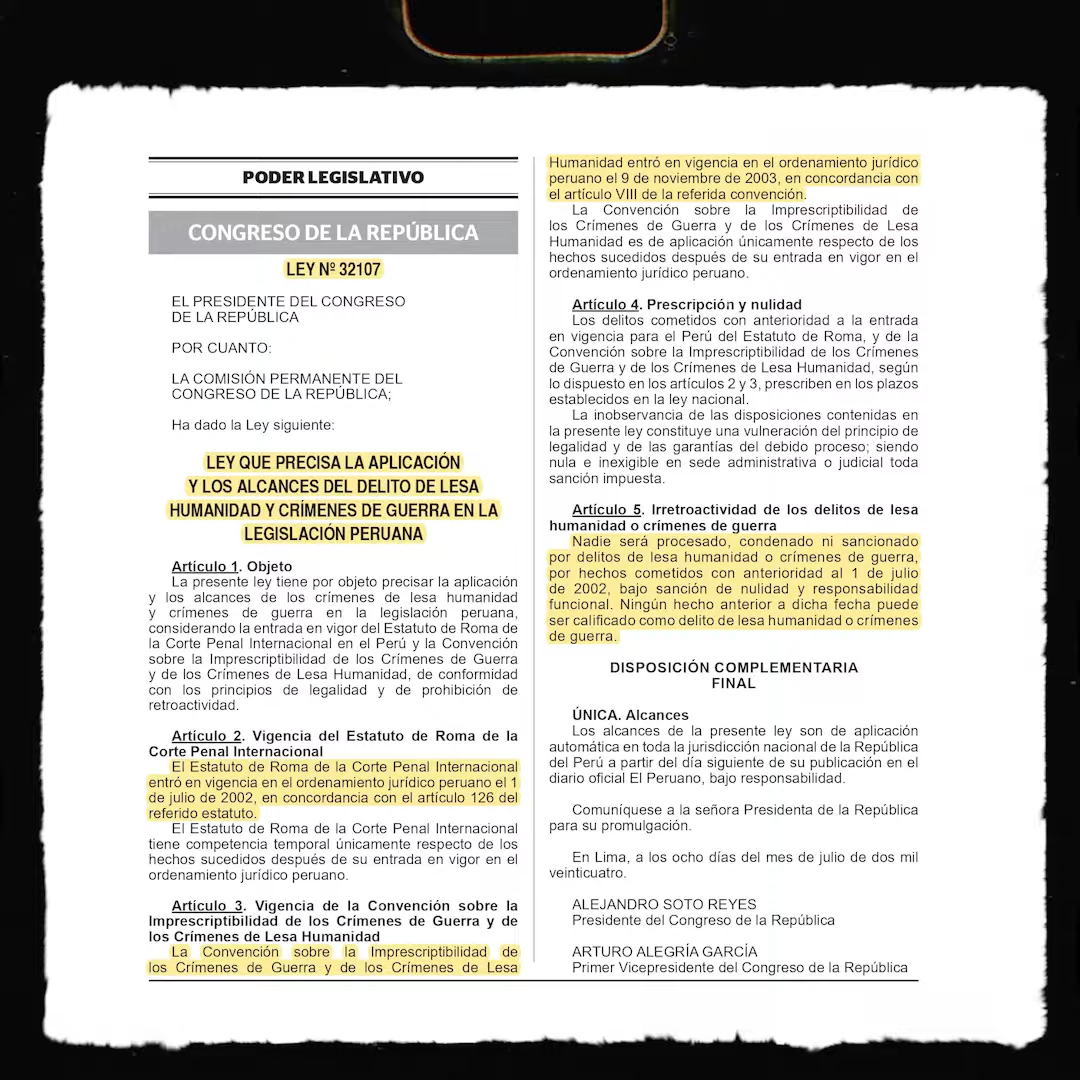 PODER LEGISLATIVO
CONGRESO DE LA REPÚBLICA
LEY Nº 32107
EL PRESIDENTE DEL CONGRESO
DE LA REPÚBLICA
POR CUANTO:
LA COMISIÓN PERMANENTE DEL
CONGRESO DE LA REPÚBLICA;
Ha dado la Ley siguiente:
LEY QUE PRECISA LA APLICACIÓN
Y LOS ALCANCES DEL DELITO DE LESA
HUMANIDAD Y CRÍMENES DE GUERRA EN LA
LEGISLACIÓN PERUANA
Artículo 1. Objeto
La presente ley tiene por objeto precisar la aplicación
y los alcances de los crímenes de lesa humanidad
y crímenes de guerra en la legislación peruana,
considerando la entrada en vigor del Estatuto de Roma de
la Corte Penal Internacional en el Perú y la Convención
sobre la Imprescriptibilidad de los Crímenes de Guerra
y de los Crímenes de Lesa Humanidad, de conformidad
con los principios de legalidad y de prohibición de
retroactividad.
Artículo 2. Vigencia del Estatuto de Roma de la
Corte Penal Internacional
El Estatuto de Roma de la Corte Penal Internacional
entró en vigencia en el ordenamiento jurídico peruano el 1
de julio de 2002, en concordancia con el artículo 126 del
referido estatuto.
El Estatuto de Roma de la Corte Penal Internacional
tiene competencia temporal únicamente respecto de los
hechos sucedidos después de su entrada en vigor en el
ordenamiento jurídico peruano.
Artículo 3. Vigencia de la Convención sobre la
Imprescriptibilidad de los Crímenes de Guerra y de
los Crímenes de Lesa Humanidad
La Convención sobre la Imprescriptibilidad de
los Crímenes de Guerra y de los Crímenes de Lesa
Humanidad entró en vigencia en el ordenamiento jurídico
peruano el 9 de noviembre de 2003, en concordancia con
el artículo VIII de la referida convención.
La Convención sobre la Imprescriptibilidad de
los Crímenes de Guerra y de los Crímenes de Lesa
Humanidad es de aplicación únicamente respecto de los
hechos sucedidos después de su entrada en vigor en el
ordenamiento jurídico peruano.
Artículo 4. Prescripción y nulidad
Los delitos cometidos con anterioridad a la entrada
en vigencia para el Perú del Estatuto de Roma, y de la
Convención sobre la Imprescriptibilidad de los Crímenes
de Guerra y de los Crímenes de Lesa Humanidad, según
lo dispuesto en los artículos 2 y 3, prescriben en los plazos
establecidos en la ley nacional.
La inobservancia de las disposiciones contenidas en
la presente ley constituye una vulneración del principio de
legalidad y de las garantías del debido proceso; siendo
nula e inexigible en sede administrativa o judicial toda
sanción impuesta.
Artículo 5. Irretroactividad de los delitos de lesa
humanidad o crímenes de guerra
Nadie será procesado, condenado ni sancionado
por delitos de lesa humanidad o crímenes de guerra,
por hechos cometidos con anterioridad al 1 de julio
de 2002, bajo sanción de nulidad y responsabilidad
funcional. Ningún hecho anterior a dicha fecha puede
ser calificado como delito de lesa humanidad o crímenes
de guerra.
DISPOSICIÓN COMPLEMENTARIA
FINAL
ÚNICA. Alcances
Los alcances de la presente ley son de aplicación
automática en toda la jurisdicción nacional de la República
del Perú a partir del día siguiente de su publicación en el
diario oficial El Peruano, bajo responsabilidad.
Comuníquese a la señora Presidenta de la República
para su promulgación.
En Lima, a los ocho días del mes de julio de dos mil
veinticuatro.
ALEJANDRO SOTO REYES
Presidente del Congreso de la República
ARTURO ALEGRÍA GARCÍA
Primer Vicepresidente del Congreso de la República